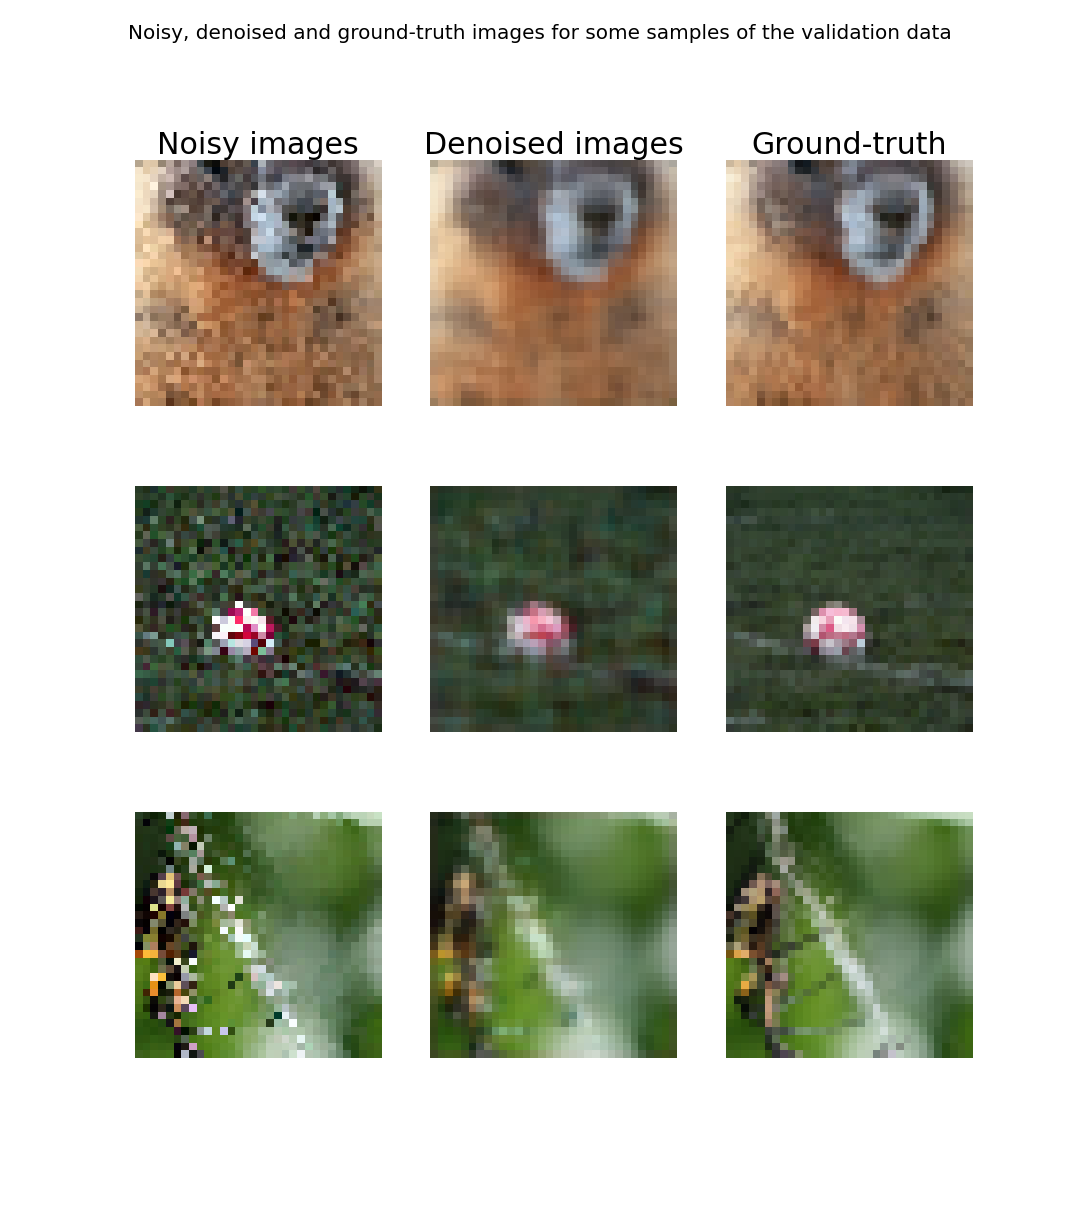 Noisy, denoised and ground-truth images for some samples of the validation data
Noisy images
Denoised images
Ground-truth